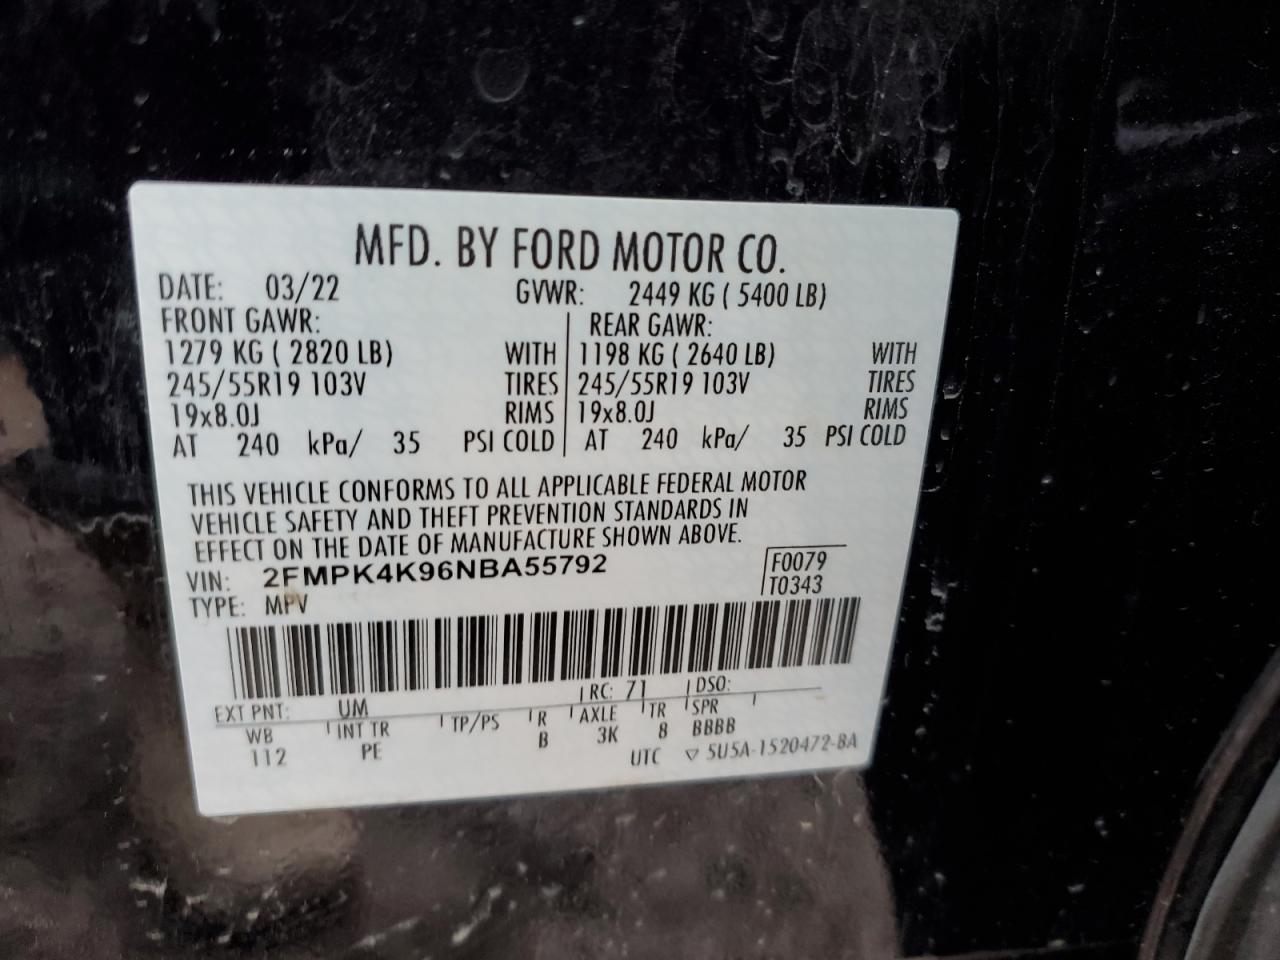 MFD. BY FORD MOTOR CO.
DATE: 03/22 GVWR: 2449 KG ( 5400 LB)
FRONT GAWR: REAR GAWR:
1279 KG ( 2820 LB) WITH 1198 KG ( 2640 LB) WITH
245/55R19 103V TIRES 245/55R19 103V TIRES
19x8.0J RIMS 19x8.0J RIMS
AT 240 kPa/ 35 PSI COLD AT 240 kPa/ 35 PSI COLD
THIS VEHICLE CONFORMS TO ALL APPLICABLE FEDERAL MOTOR
VEHICLE SAFETY AND THEFT PREVENTION STANDARDS IN
EFFECT ON THE DATE OF MANUFACTURE SHOWN ABOVE.
VIN: 2FMPK4K96NBA55792 F0079
TYPE: MPV T0343
EXT PNT: UM RC: 71 DSO:
WB INT TR TP/PS R AXLE TR SPR
112 PE B 3K 8 BBBB
UTC ▽ 5U5A-1520472-BA